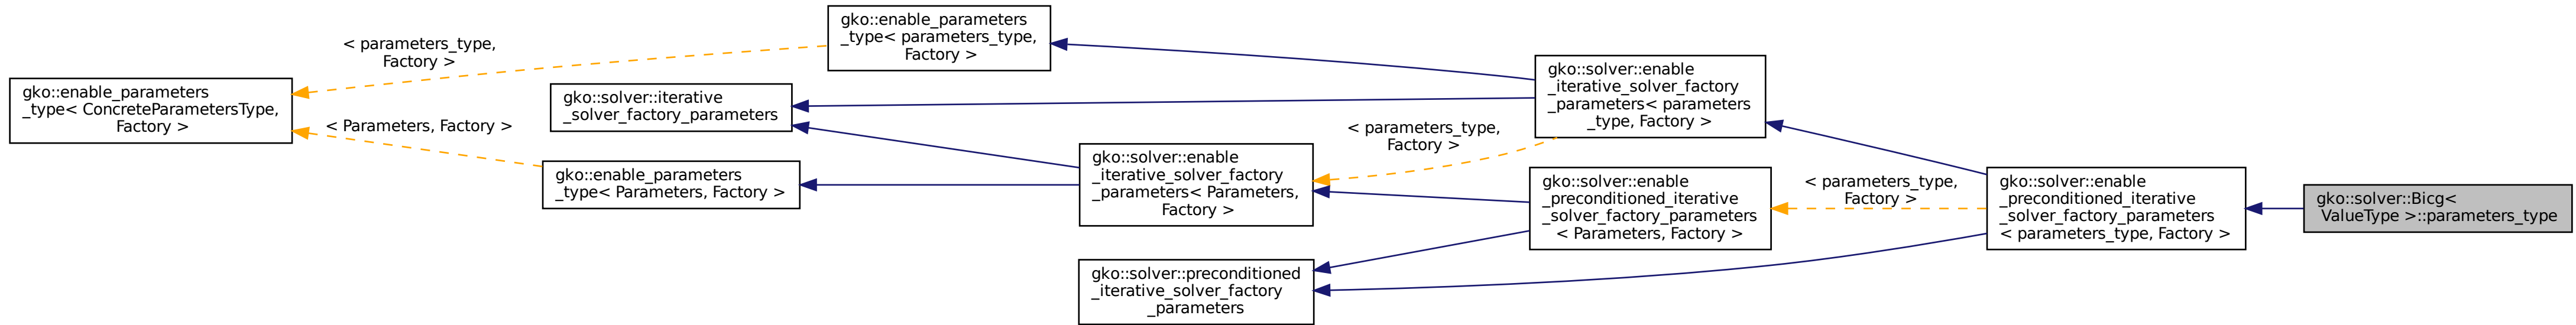 gko::enable_parameters
_type< ConcreteParametersType,
Factory >
< parameters_type,
Factory >
< Parameters, Factory >
gko::enable_parameters
_type< parameters_type,
Factory >
gko::solver::iterative
_solver_factory_parameters
gko::enable_parameters
_type< Parameters, Factory >
gko::solver::enable
_iterative_solver_factory
_parameters< Parameters,
Factory >
gko::solver::preconditioned
_iterative_solver_factory
_parameters
< parameters_type,
Factory >
gko::solver::enable
_iterative_solver_factory
_parameters< parameters
_type, Factory >
gko::solver::enable
_preconditioned_iterative
_solver_factory_parameters
< Parameters, Factory >
< parameters_type,
Factory >
gko::solver::enable
_preconditioned_iterative
_solver_factory_parameters
< parameters_type, Factory >
gko::solver::Bicg<
ValueType >::parameters_type